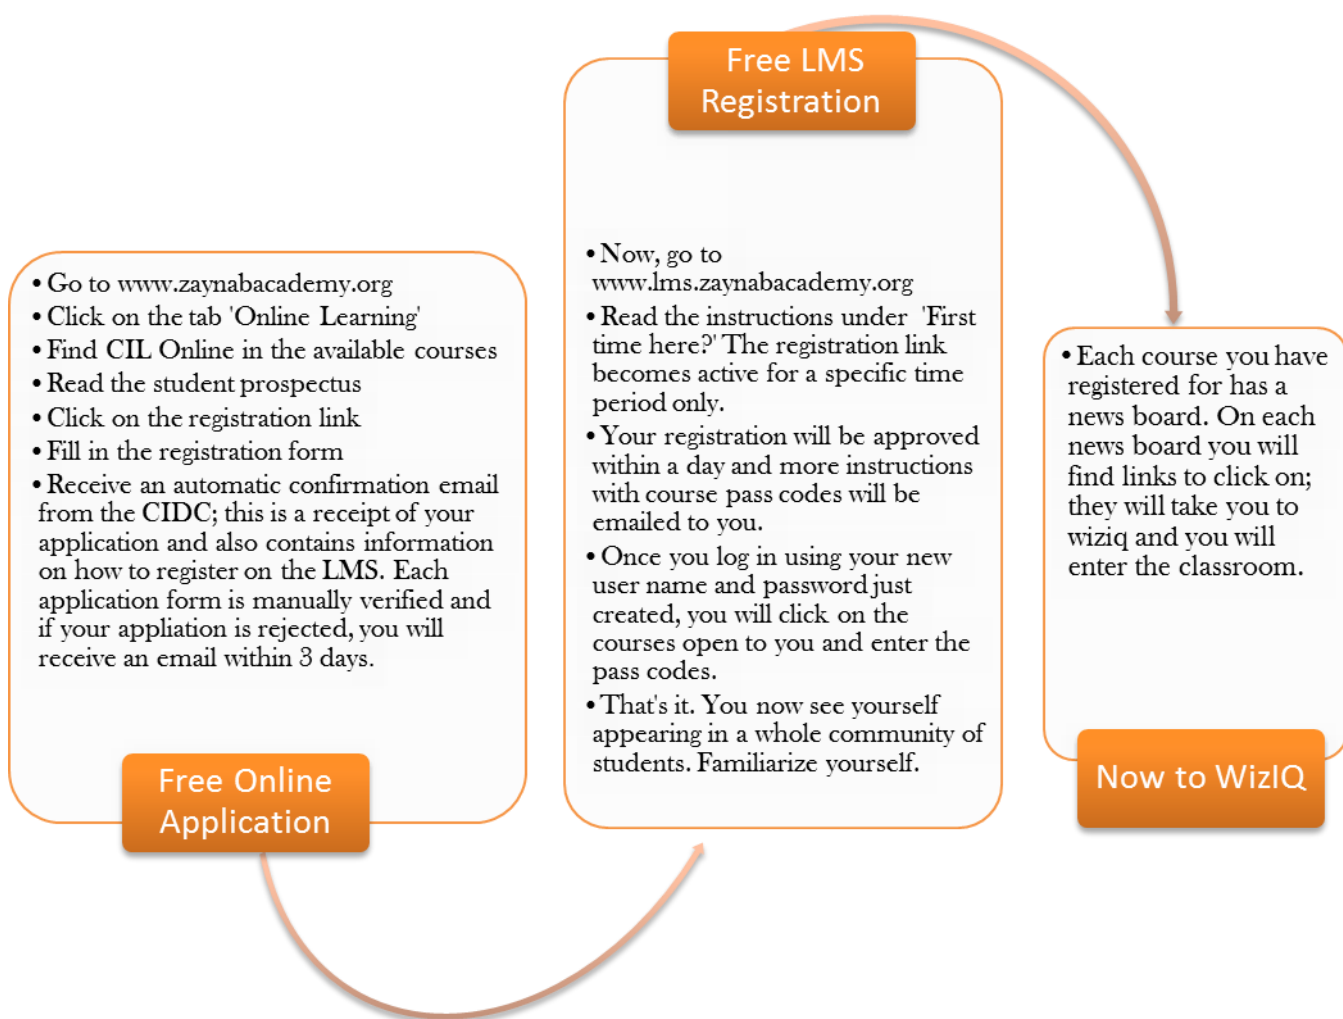 • Go to www.zaynabacademy.org
• Click on the tab 'Online Learning'
• Find CIL Online in the available courses
• Read the student prospectus
• Click on the registration link
• Fill in the registration form
• Receive an automatic confirmation email
from the CIDC; this is a receipt of your
application and also contains information
on how to register on the LMS. Each
application form is manually verified and
if your appliation is rejected, you will
receive an email within 3 days.
Free Online
Application
Free LMS
Registration
• Now, go to
www.lms.zaynabacademy.org
• Read the instructions under 'First
time here?' The registration link
becomes active for a specific time
period only.
• Your registration will be approved
within a day and more instructions
with course pass codes will be
emailed to you.
• Once you log in using your new
user name and password just
created, you will click on the
courses open to you and enter the
pass codes.
• That's it. You now see yourself
appearing in a whole community of
students. Familiarize yourself.
• Each course you have
registered for has a
news board. On each
news board you will
find links to click on;
they will take you to
wiziq and you will
enter the classroom.
Now to WizIQ